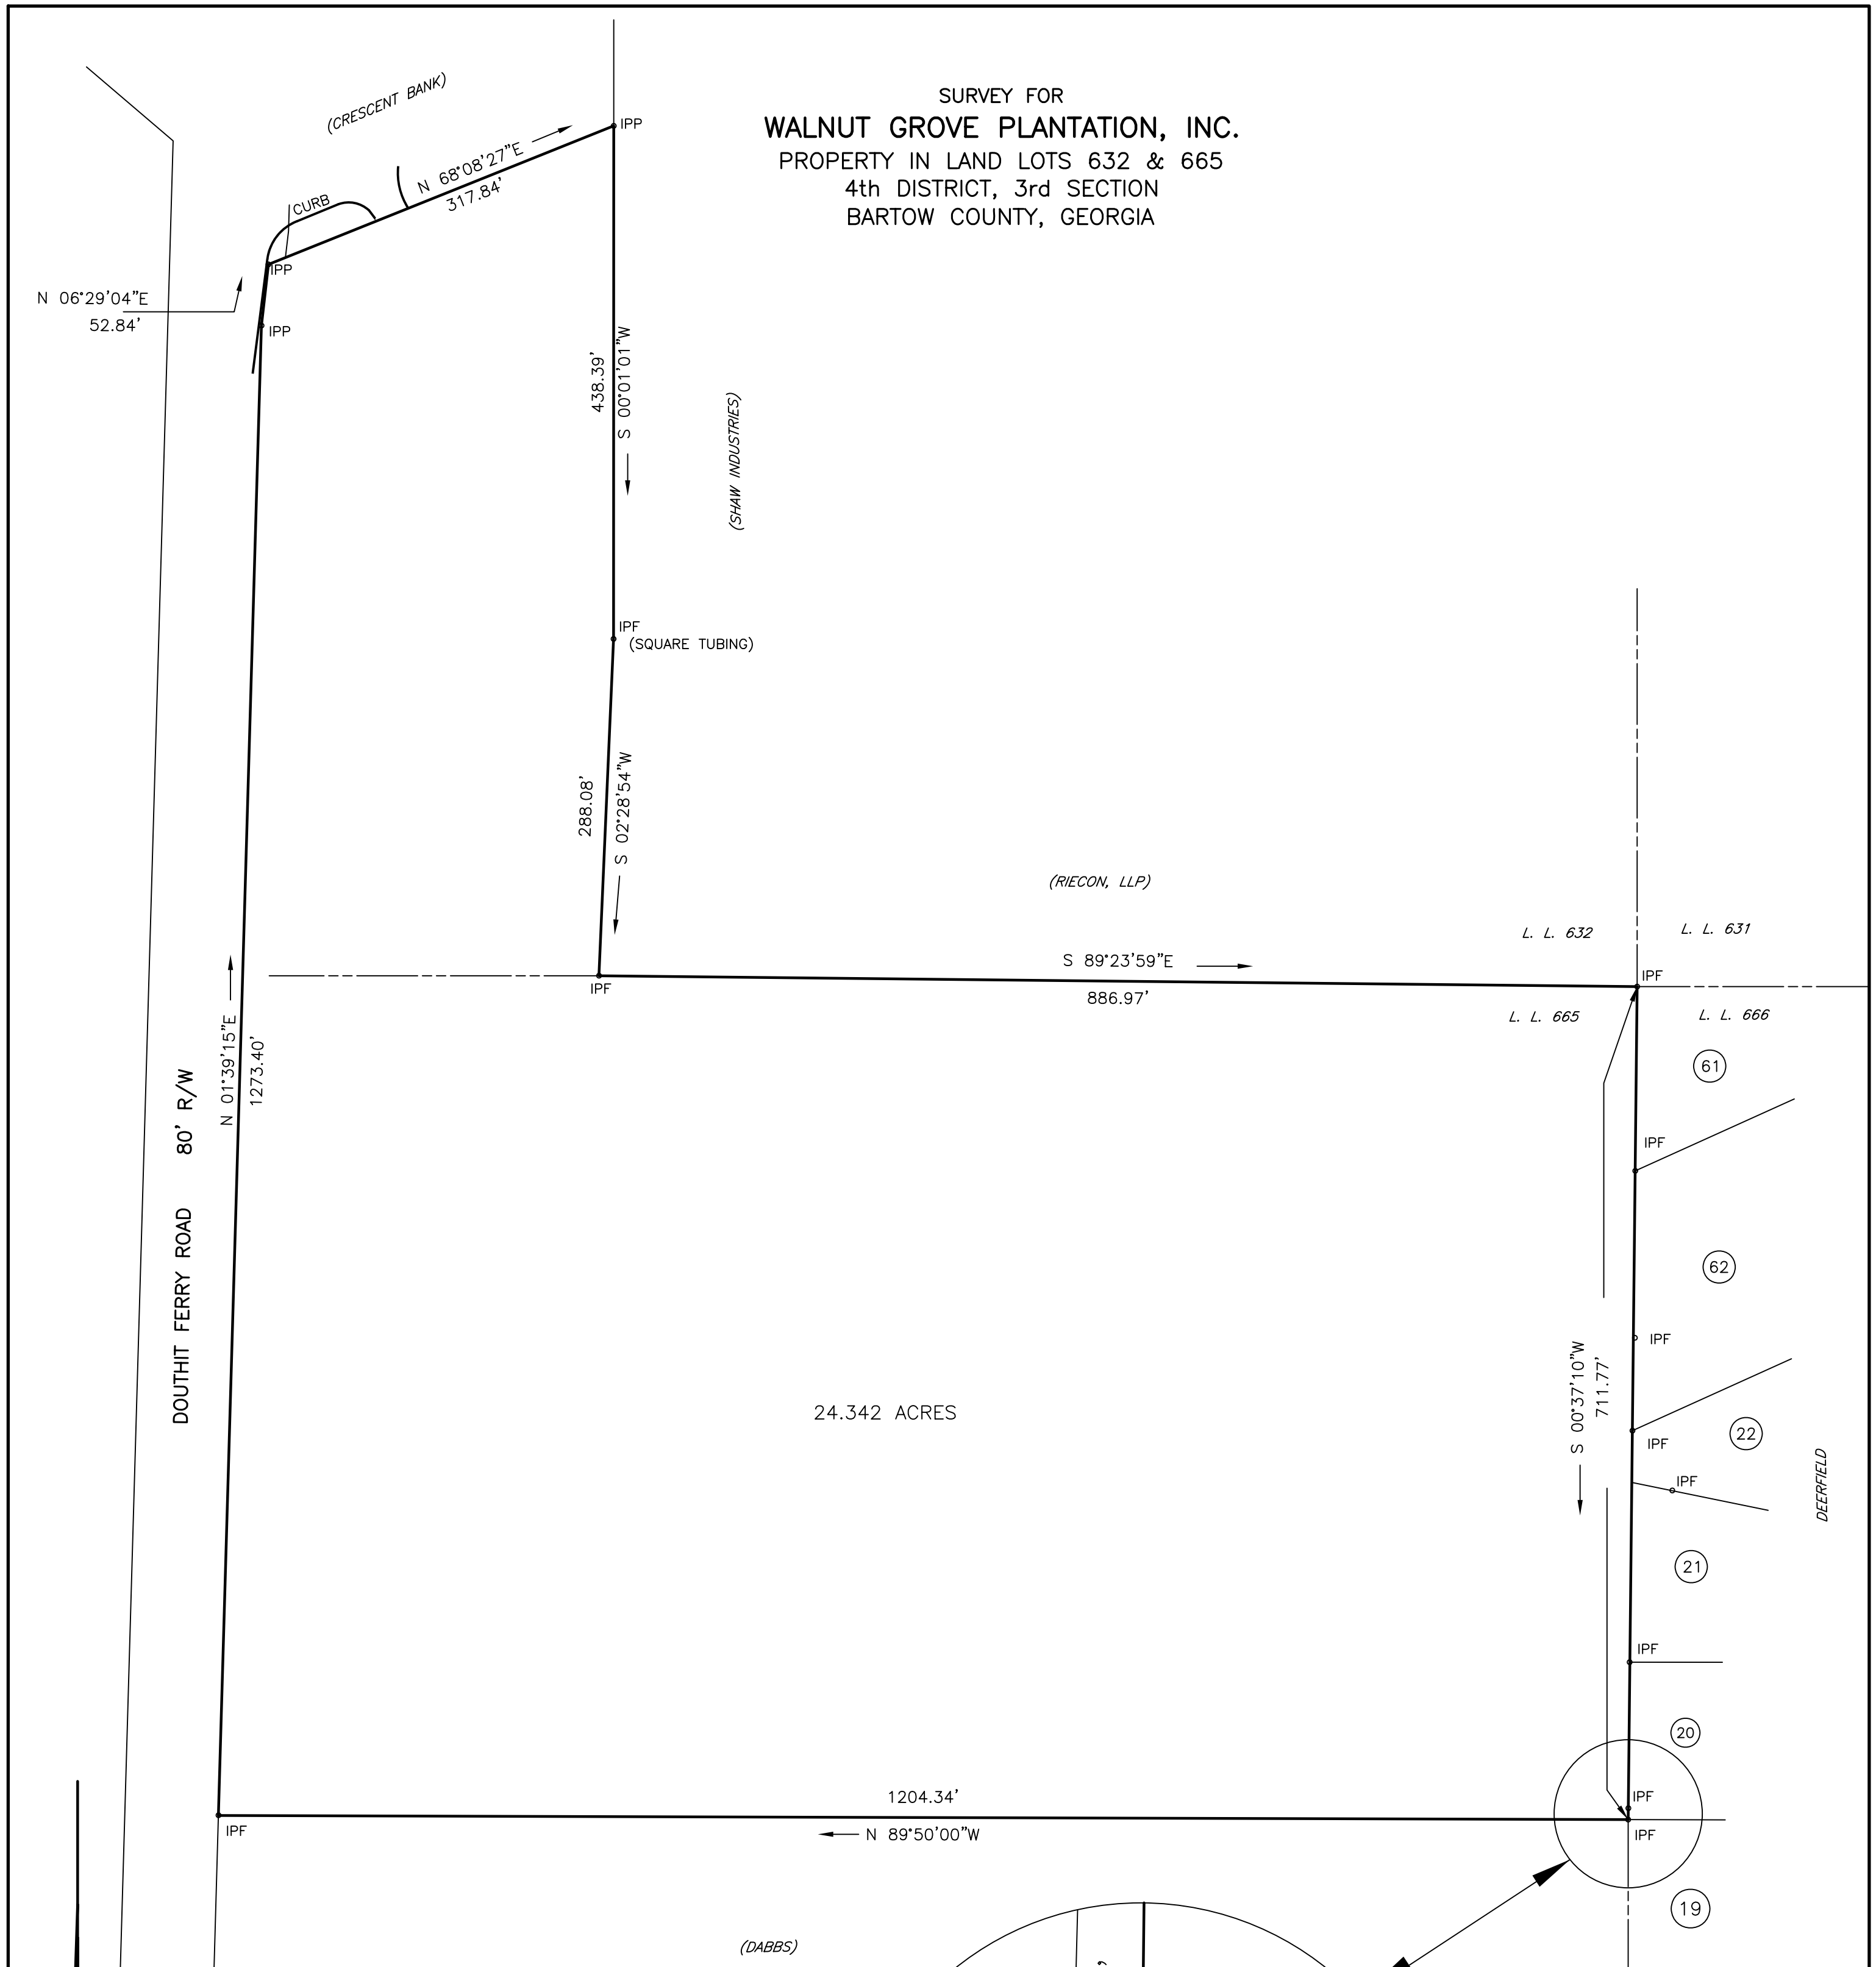 SURVEY FOR
WALNUT GROVE PLANTATION, INC.
PROPERTY IN LAND LOTS 632 & 665
4th DISTRICT, 3rd SECTION
BARTOW COUNTY, GEORGIA
(CRESCENT BANK)
IPP
N 68°08'27"E
317.84'
CURB
IPP
N 06°29'04"E
52.84'
IPP
438.39'
S 00°01'01"W
(SHAW INDUSTRIES)
IPF
(SQUARE TUBING)
288.08'
S 02°28'54"W
(RIECON, LLP)
L. L. 632
L. L. 631
S 89°23'59"E
886.97'
IPF
IPF
L. L. 665
L. L. 666
N 01°39'15"E
1273.40'
DOUTHIT FERRY ROAD 80' R/W
61
IPF
62
IPF
S 00°37'10"W
711.77'
24.342 ACRES
22
IPF
IPF
DEERFIELD
21
IPF
20
1204.34'
IPF
IPF
N 89°50'00"W
IPF
19
(DABBS)